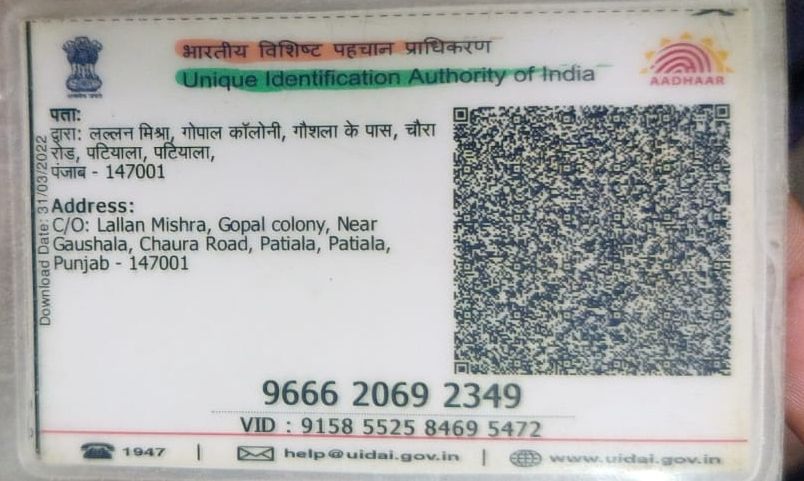 भारतीय विशिष्ट पहचान प्राधिकरण
Unique Identification Authority of India
AADHAAR
पता:
द्वारा: लल्लन मिश्रा, गोपाल कॉलोनी, गौशला के पास, चौरा
रोड, पटियाला, पटियाला,
पंजाब - 147001
Address:
C/O: Lallan Mishra, Gopal colony, Near
Gaushala, Chaura Road, Patiala, Patiala,
Punjab - 147001
Download Date: 31/03/2022
9666 2069 2349
VID : 9158 5525 8469 5472
1947 | help@uidai.gov.in | www.uidai.gov.in